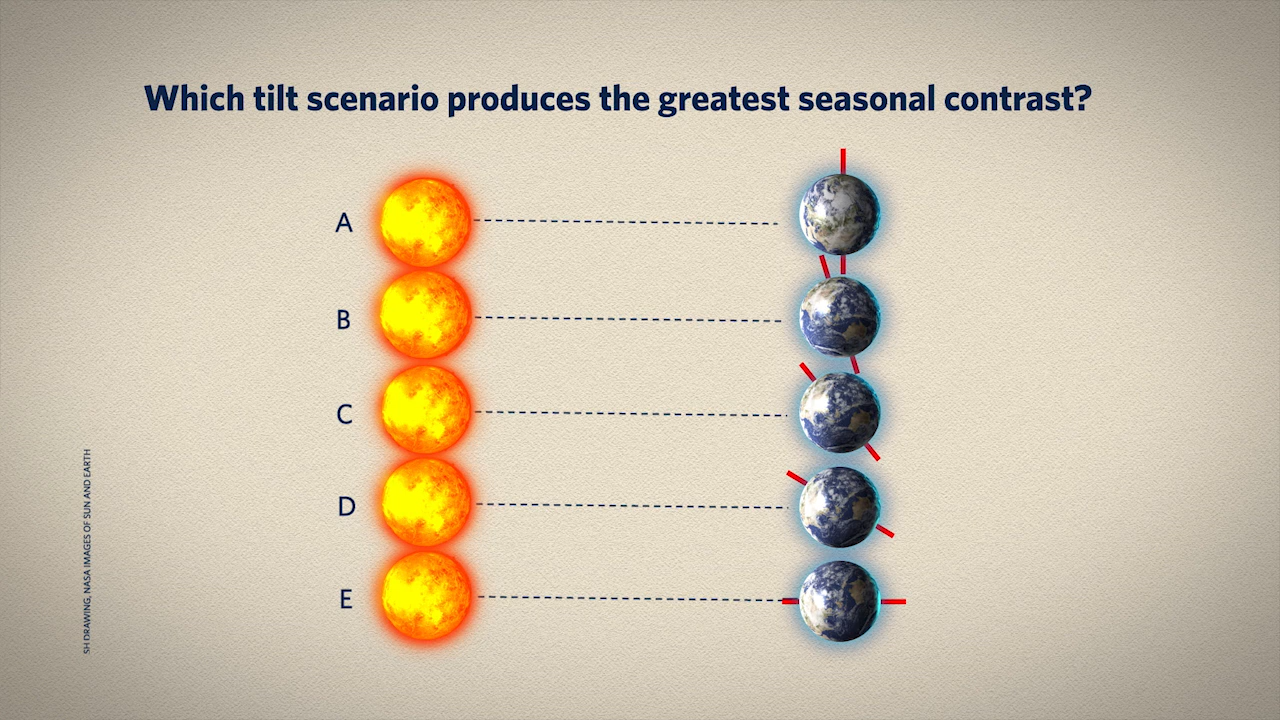 Which tilt scenario produces the greatest seasonal contrast?
A
B
C
D
E
SH DRAWING, NASA IMAGES OF SUN AND EARTH